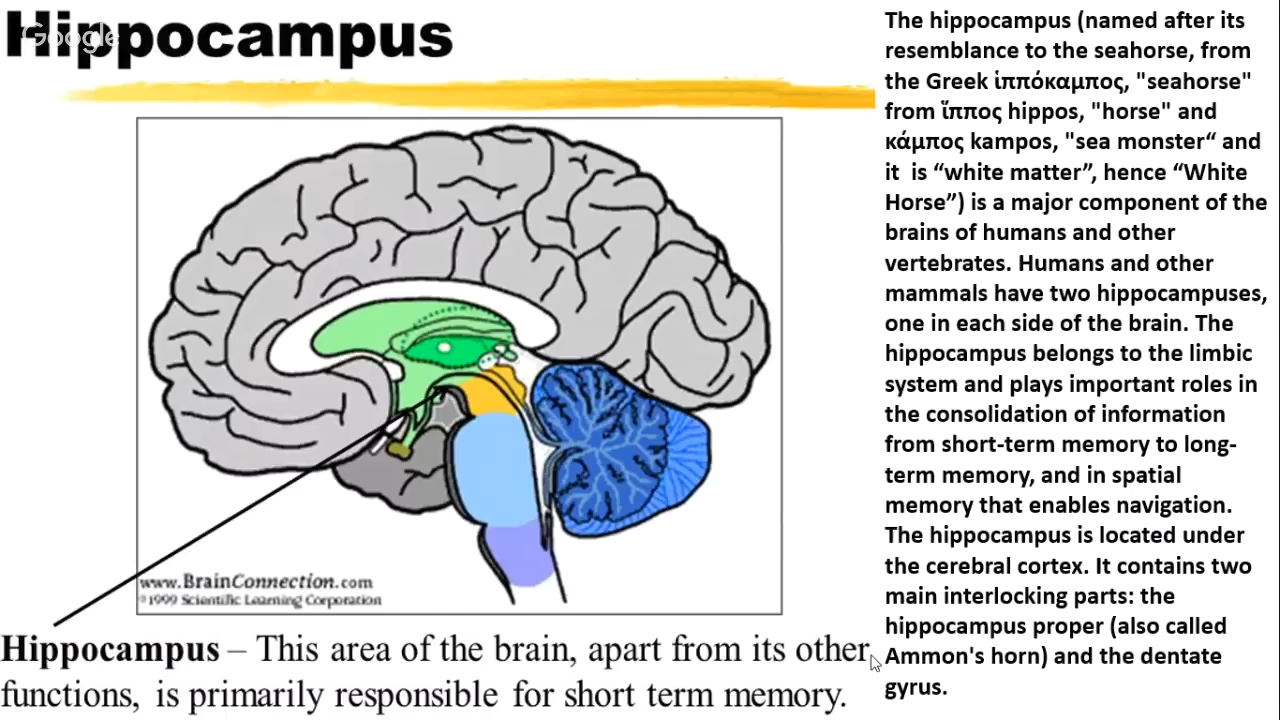 Hippocampus
Google
www.BrainConnection.com
©1999 Scientific Learning Corporation
Hippocampus – This area of the brain, apart from its other
functions, is primarily responsible for short term memory.
The hippocampus (named after its
resemblance to the seahorse, from
the Greek ἱππόκαμπος, "seahorse"
from ἵππος hippos, "horse" and
κάμπος kampos, "sea monster“ and
it is “white matter”, hence “White
Horse”) is a major component of the
brains of humans and other
vertebrates. Humans and other
mammals have two hippocampuses,
one in each side of the brain. The
hippocampus belongs to the limbic
system and plays important roles in
the consolidation of information
from short-term memory to long-
term memory, and in spatial
memory that enables navigation.
The hippocampus is located under
the cerebral cortex. It contains two
main interlocking parts: the
hippocampus proper (also called
Ammon's horn) and the dentate
gyrus.